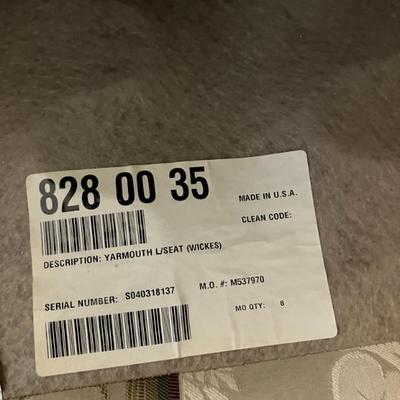 828 00 35
MADE IN U.S.A.
CLEAN CODE:
DESCRIPTION: YARMOUTH L/SEAT (WICKES)
SERIAL NUMBER: S040318137 M.O. #: M537970
MO QTY: 8